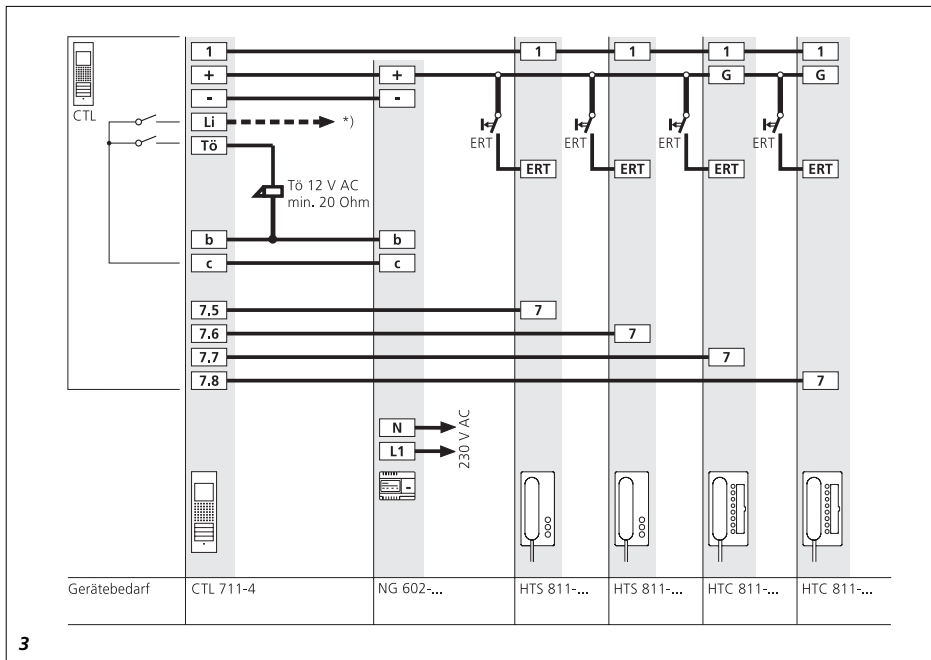 1 1 1 1 1
+ + G G
- -
CTL
Li *)
ERT ERT ERT ERT
Tö
ERT ERT ERT ERT
Tö 12 V AC
min. 20 Ohm
b b
c c
7.5 7
7.6 7
7.7 7
7.8 7
N
L1
230 V AC
Gerätebedarf CTL 711-4 NG 602-... HTS 811-... HTS 811-... HTC 811-... HTC 811-...
3